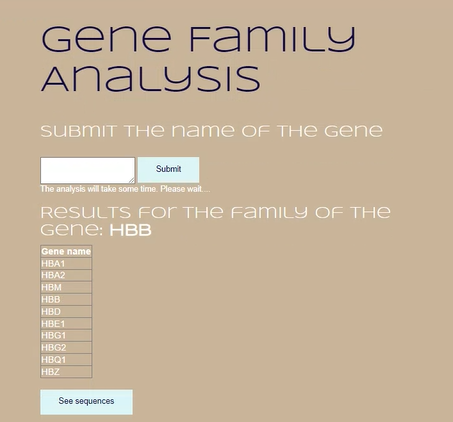 Gene Family
Analysis
Submit the name of the gene
Submit
The analysis will take some time. Please wait...
Results for the family of the
gene: HBB
Gene name
HBA1
HBA2
HBM
HBB
HBD
HBE1
HBG1
HBG2
HBQ1
HBZ
See sequences